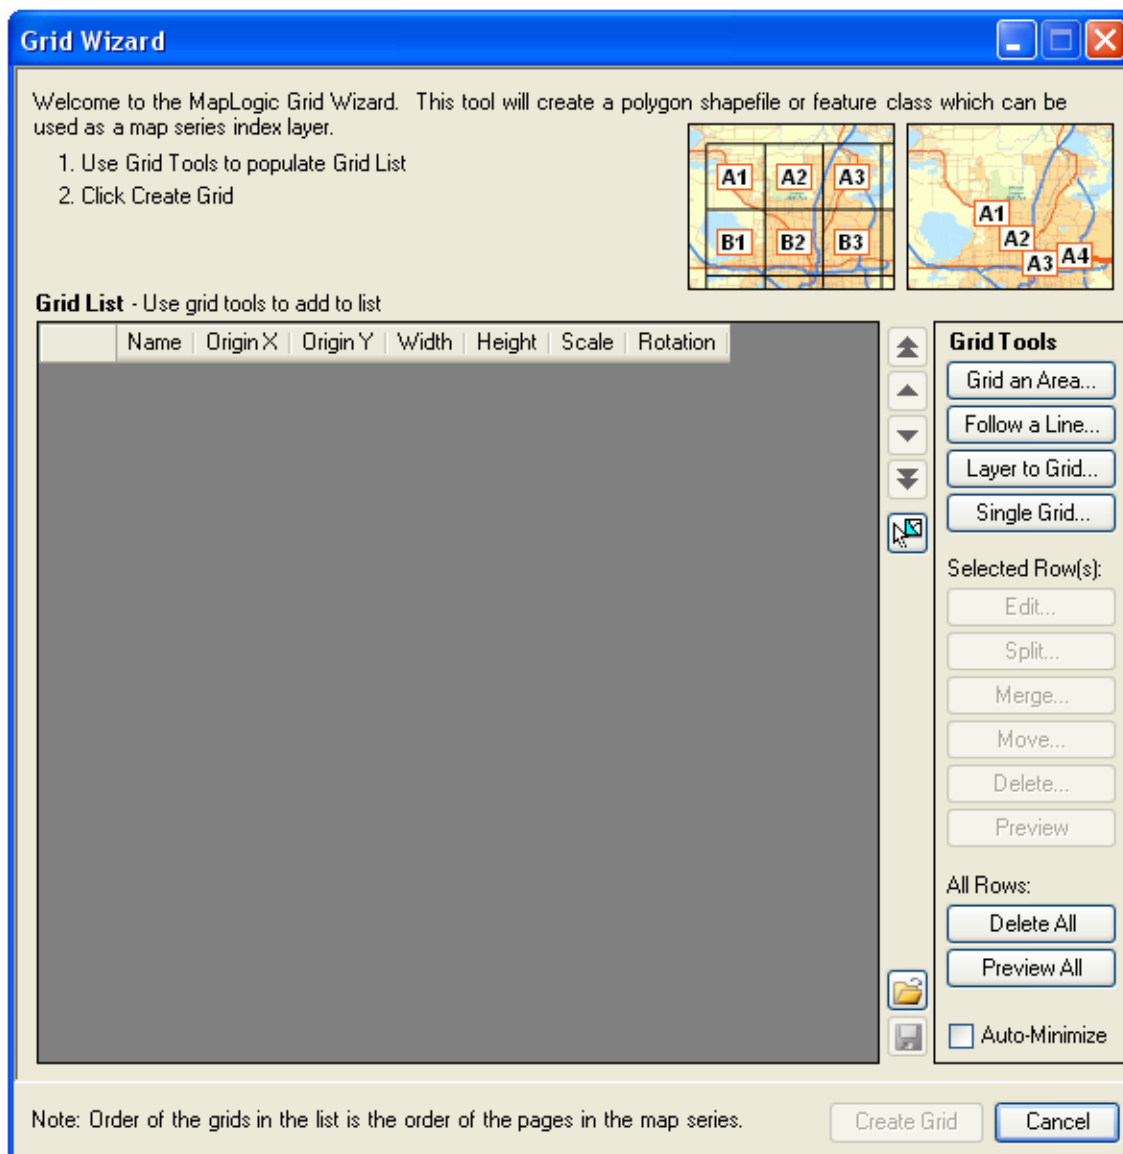 Grid Wizard
Welcome to the MapLogic Grid Wizard. This tool will create a polygon shapefile or feature class which can be
used as a map series index layer.
1. Use Grid Tools to populate Grid List
2. Click Create Grid
A1 A2 A3
B1 B2 B3
A1
A2
A3 A4
Grid List - Use grid tools to add to list
Name Origin X Origin Y Width Height Scale Rotation
Grid Tools
Grid an Area...
Follow a Line...
Layer to Grid...
Single Grid...
Selected Row(s):
Edit...
Split...
Merge...
Move...
Delete...
Preview
All Rows:
Delete All
Preview All
Auto-Minimize
Note: Order of the grids in the list is the order of the pages in the map series.
Create Grid
Cancel